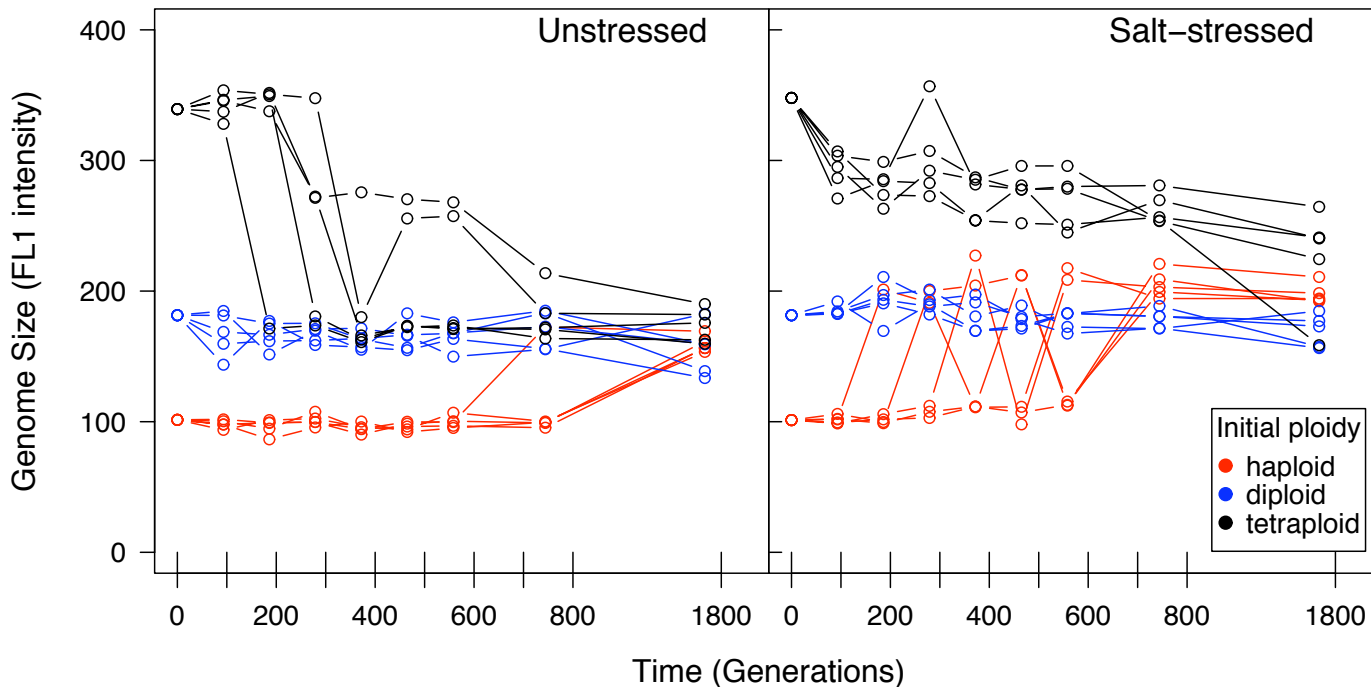 Unstressed
Salt−stressed
Genome Size (FL1 intensity)
400
300
200
100
0
Initial ploidy
haploid
diploid
tetraploid
0 200 400 600 800 1800
0 200 400 600 800 1800
Time (Generations)